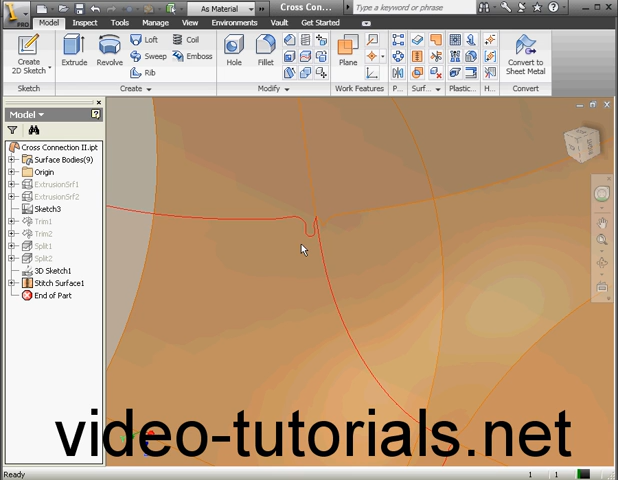 PRO
As Material
Cross Con...
Type a keyword or phrase
Model Inspect Tools Manage View Environments Vault Get Started
Create
2D Sketch
Extrude
Revolve
Loft
Sweep
Rib
Coil
Emboss
Hole
Fillet
Plane
Convert to
Sheet Metal
Sketch Create Modify Work Features P... Surf... Plastic... H... Convert
Model
Cross Connection II.ipt
Surface Bodies(9)
Origin
ExtrusionSrf1
ExtrusionSrf2
Sketch3
Trim1
Trim2
Split1
Split2
3D Sketch1
Stitch Surface1
End of Part
video-tutorials.net
Ready
1 1